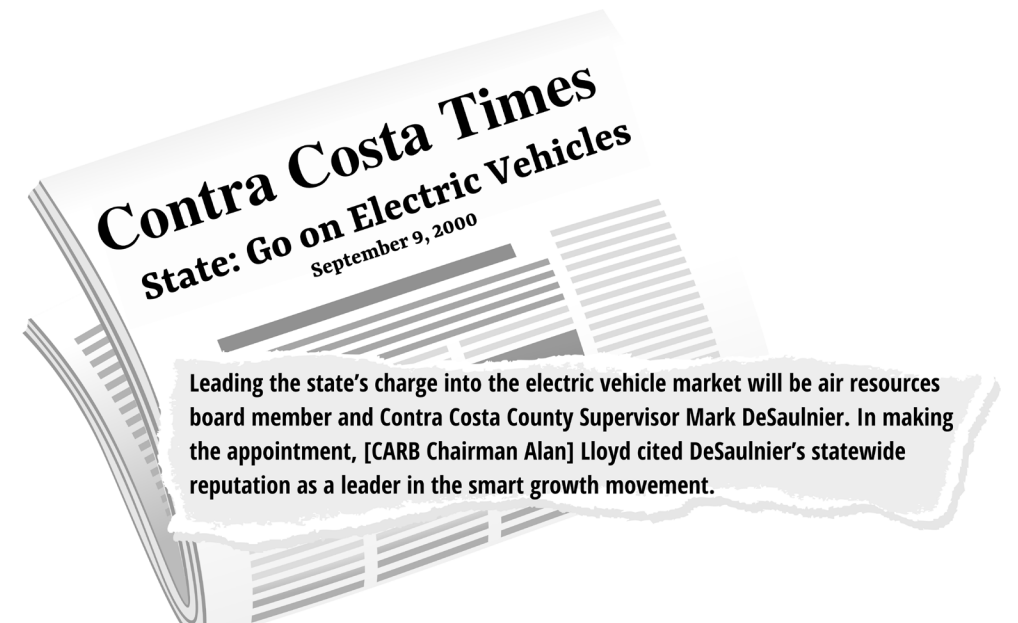 Contra Costa Times
State: Go on Electric Vehicles
September 9, 2000
Leading the state’s charge into the electric vehicle market will be air resources
board member and Contra Costa County Supervisor Mark DeSaulnier. In making
the appointment, [CARB Chairman Alan] Lloyd cited DeSaulnier’s statewide
reputation as a leader in the smart growth movement.